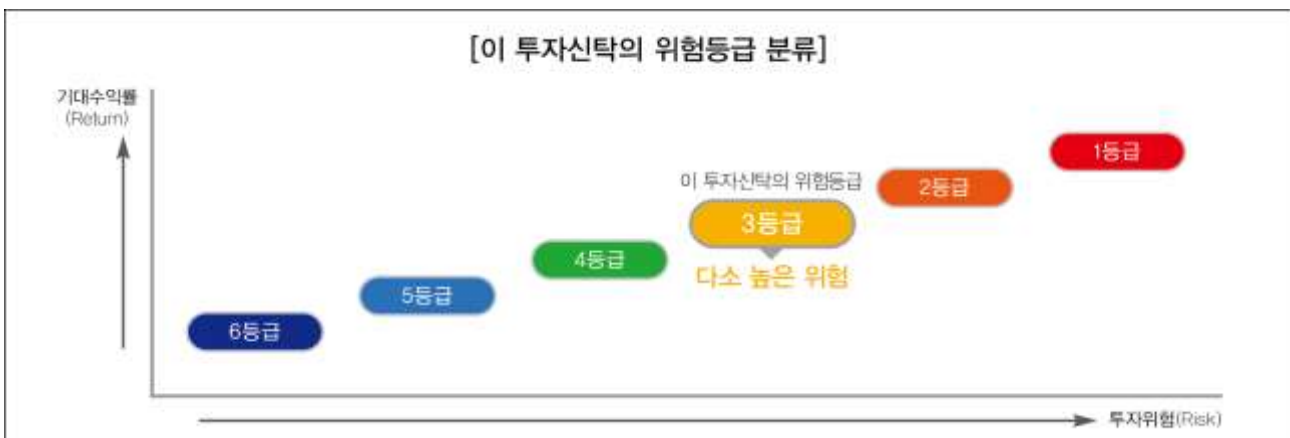 [이 투자신탁의 위험등급 분류]
기대수익률
(Return)
1등급
이 투자신탁의 위험등급
2등급
3등급
4등급
다소 높은 위험
5등급
6등급
투자위험(Risk)